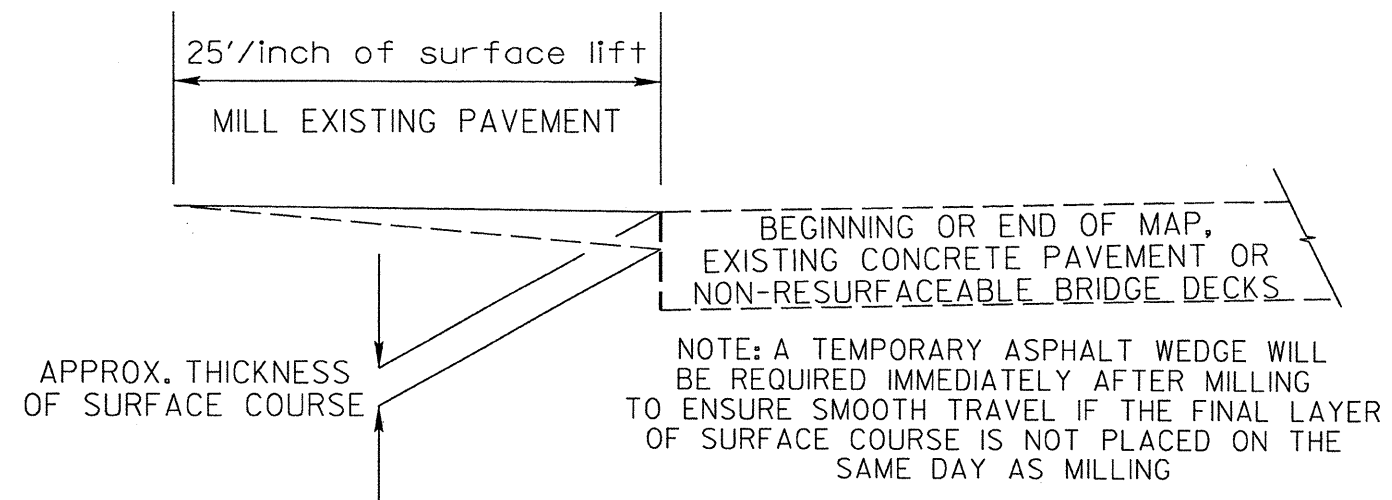 25'/inch of surface lift
MILL EXISTING PAVEMENT
BEGINNING OR END OF MAP,
EXISTING CONCRETE PAVEMENT OR
NON-RESURFACEABLE BRIDGE DECKS
APPROX. THICKNESS
OF SURFACE COURSE
NOTE: A TEMPORARY ASPHALT WEDGE WILL
BE REQUIRED IMMEDIATELY AFTER MILLING
TO ENSURE SMOOTH TRAVEL IF THE FINAL LAYER
OF SURFACE COURSE IS NOT PLACED ON THE
SAME DAY AS MILLING